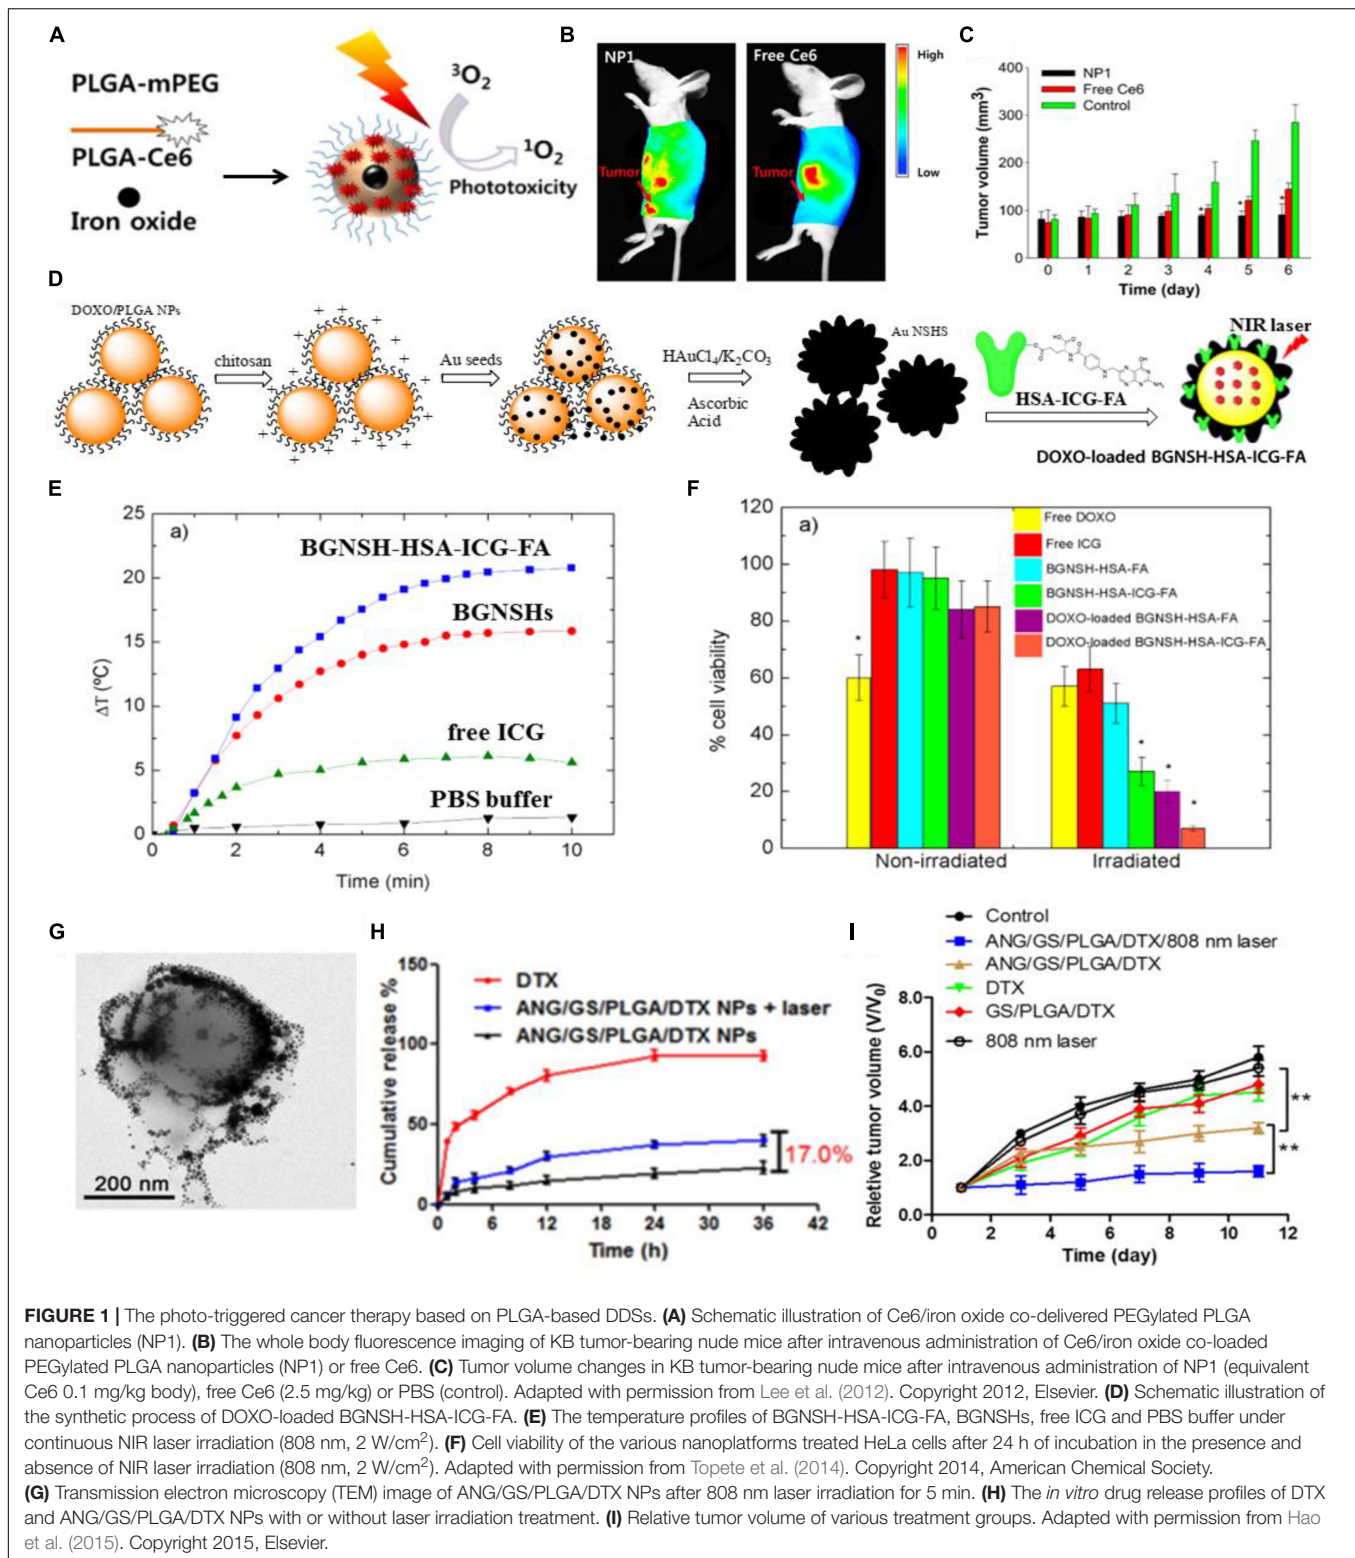 A
PLGA-mPEG
PLGA-Ce6
Iron oxide
³O₂
¹O₂
Phototoxicity
B
NP1
Tumor
Free Ce6
Tumor
High
Low
C
Tumor volume (mm³)
400
300
200
100
0
NP1
Free Ce6
Control
*
*
*
0 1 2 3 4 5 6
Time (day)
D
DOXO/PLGA NPs
chitosan
Au seeds
HAuCl₄/K₂CO₃
Ascorbic
Acid
Au NSHS
HSA-ICG-FA
NIR laser
DOXO-loaded BGNSH-HSA-ICG-FA
E
a)
ΔT (ºC)
25
20
15
10
5
0
BGNSH-HSA-ICG-FA
BGNSHs
free ICG
PBS buffer
0 2 4 6 8 10
Time (min)
F
a)
% cell viability
120
100
80
60
40
20
0
Free DOXO
Free ICG
BGNSH-HSA-FA
BGNSH-HSA-ICG-FA
DOXO-loaded BGNSH-HSA-FA
DOXO-loaded BGNSH-HSA-ICG-FA
*
*
*
*
Non-irradiated Irradiated
G
200 nm
H
Cumulative release %
150
100
50
0
DTX
ANG/GS/PLGA/DTX NPs + laser
ANG/GS/PLGA/DTX NPs
17.0%
0 6 12 18 24 30 36 42
Time (h)
I
Control
ANG/GS/PLGA/DTX/808 nm laser
ANG/GS/PLGA/DTX
DTX
GS/PLGA/DTX
808 nm laser
Reletive tumor volume (V/V₀)
8.0
6.0
4.0
2.0
0.0
**
**
0 2 4 6 8 10 12
Time (day)
FIGURE 1 | The photo-triggered cancer therapy based on PLGA-based DDSs. (A) Schematic illustration of Ce6/iron oxide co-delivered PEGylated PLGA
nanoparticles (NP1). (B) The whole body fluorescence imaging of KB tumor-bearing nude mice after intravenous administration of Ce6/iron oxide co-loaded
PEGylated PLGA nanoparticles (NP1) or free Ce6. (C) Tumor volume changes in KB tumor-bearing nude mice after intravenous administration of NP1 (equivalent
Ce6 0.1 mg/kg body), free Ce6 (2.5 mg/kg) or PBS (control). Adapted with permission from Lee et al. (2012). Copyright 2012, Elsevier. (D) Schematic illustration of
the synthetic process of DOXO-loaded BGNSH-HSA-ICG-FA. (E) The temperature profiles of BGNSH-HSA-ICG-FA, BGNSHs, free ICG and PBS buffer under
continuous NIR laser irradiation (808 nm, 2 W/cm²). (F) Cell viability of the various nanoplatforms treated HeLa cells after 24 h of incubation in the presence and
absence of NIR laser irradiation (808 nm, 2 W/cm²). Adapted with permission from Topete et al. (2014). Copyright 2014, American Chemical Society.
(G) Transmission electron microscopy (TEM) image of ANG/GS/PLGA/DTX NPs after 808 nm laser irradiation for 5 min. (H) The in vitro drug release profiles of DTX
and ANG/GS/PLGA/DTX NPs with or without laser irradiation treatment. (I) Relative tumor volume of various treatment groups. Adapted with permission from Hao
et al. (2015). Copyright 2015, Elsevier.